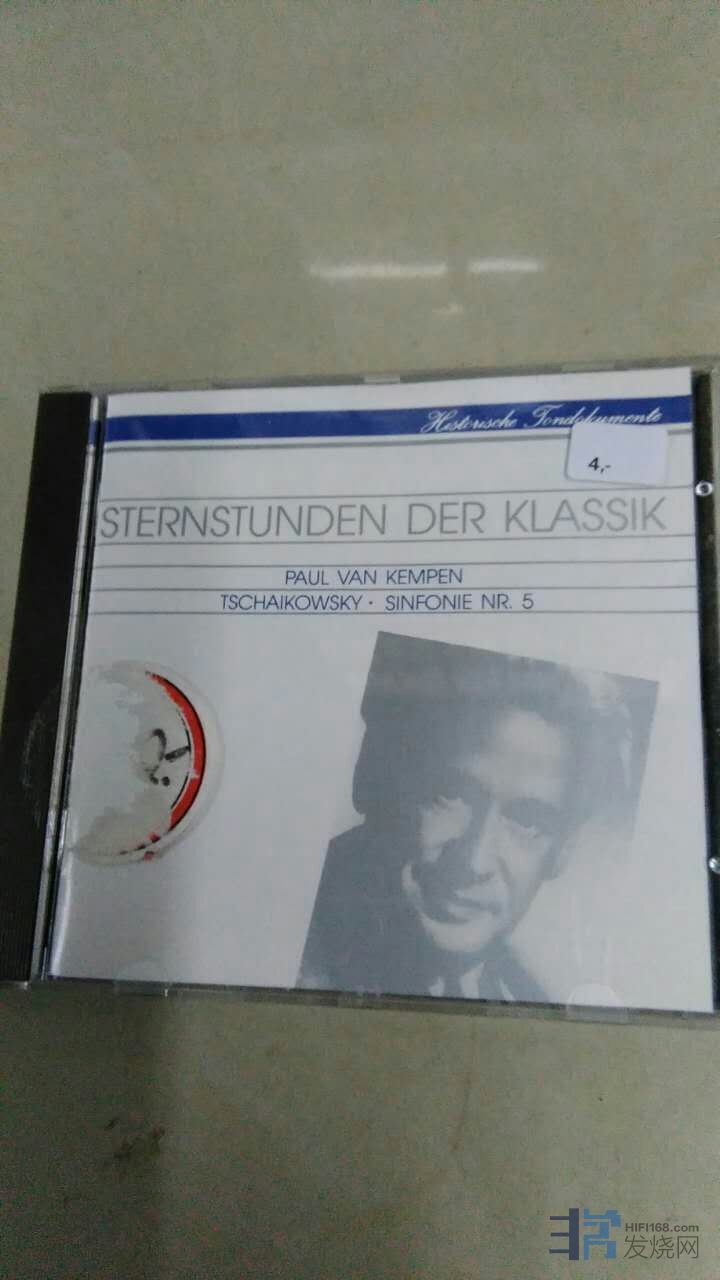 Historische Tondokumente
4,-
STERNSTUNDEN DER KLASSIK
PAUL VAN KEMPEN
TSCHAIKOWSKY · SINFONIE NR. 5
HIFI168.com
发烧网